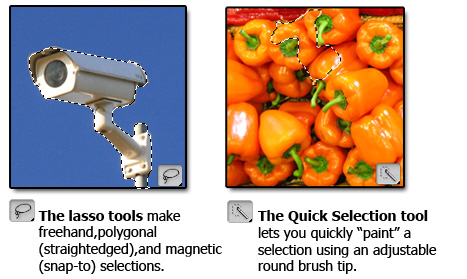 The lasso tools make
freehand,polygonal
(straightedged),and magnetic
(snap-to) selections.
The Quick Selection tool
lets you quickly “paint” a
selection using an adjustable
round brush tip.